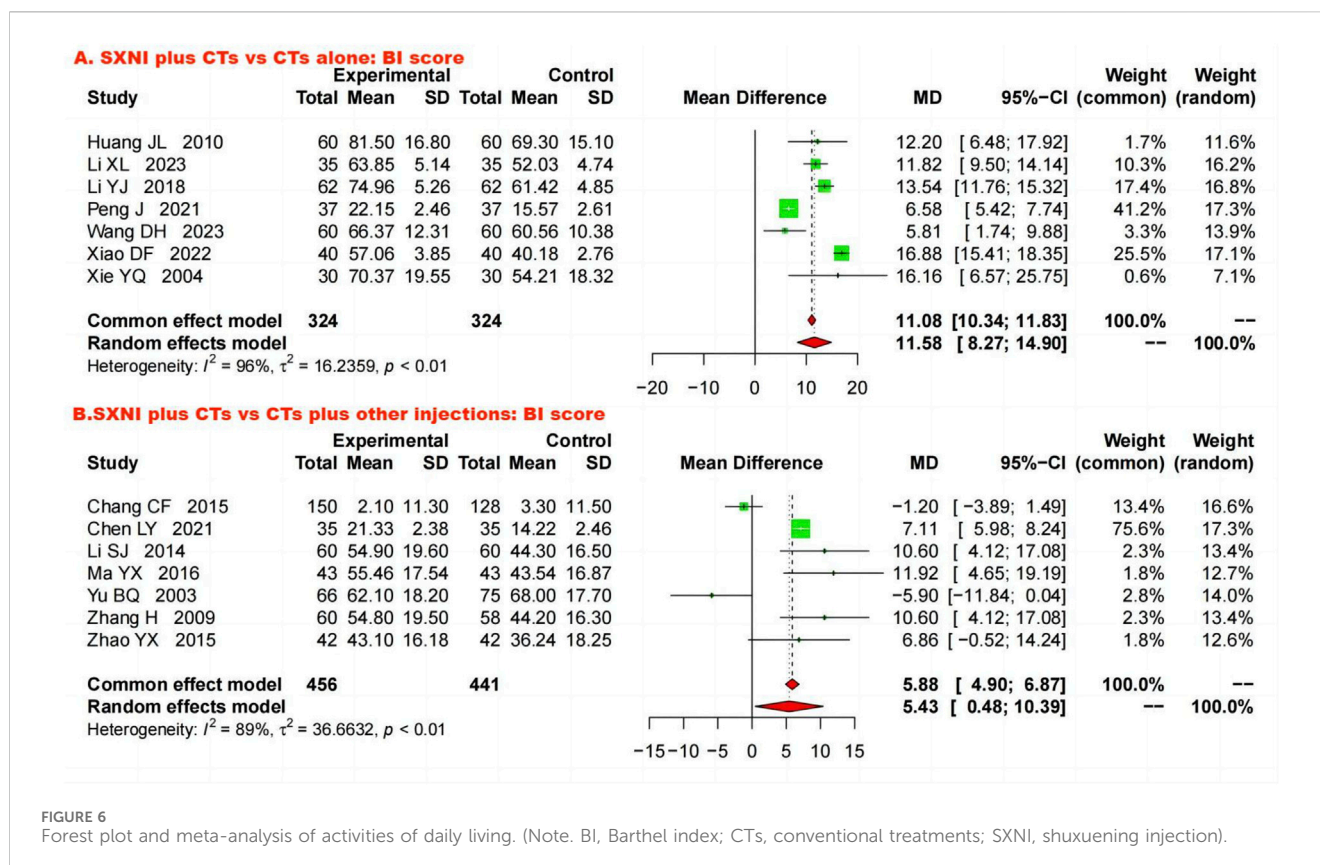 A. SXNI plus CTs vs CTs alone: BI score
Experimental Control Weight Weight
Study Total Mean SD Total Mean SD Mean Difference MD 95%−CI (common) (random)
Huang JL 2010 60 81.50 16.80 60 69.30 15.10 12.20 [ 6.48; 17.92] 1.7% 11.6%
Li XL 2023 35 63.85 5.14 35 52.03 4.74 11.82 [ 9.50; 14.14] 10.3% 16.2%
Li YJ 2018 62 74.96 5.26 62 61.42 4.85 13.54 [11.76; 15.32] 17.4% 16.8%
Peng J 2021 37 22.15 2.46 37 15.57 2.61 6.58 [ 5.42; 7.74] 41.2% 17.3%
Wang DH 2023 60 66.37 12.31 60 60.56 10.38 5.81 [ 1.74; 9.88] 3.3% 13.9%
Xiao DF 2022 40 57.06 3.85 40 40.18 2.76 16.88 [15.41; 18.35] 25.5% 17.1%
Xie YQ 2004 30 70.37 19.55 30 54.21 18.32 16.16 [ 6.57; 25.75] 0.6% 7.1%
Common effect model 324 324 11.08 [10.34; 11.83] 100.0% −−
Random effects model 11.58 [ 8.27; 14.90] −− 100.0%
Heterogeneity: I² = 96%, τ² = 16.2359, p < 0.01
−20 −10 0 10 20
B.SXNI plus CTs vs CTs plus other injections: BI score
Experimental Control Weight Weight
Study Total Mean SD Total Mean SD Mean Difference MD 95%−CI (common) (random)
Chang CF 2015 150 2.10 11.30 128 3.30 11.50 −1.20 [ −3.89; 1.49] 13.4% 16.6%
Chen LY 2021 35 21.33 2.38 35 14.22 2.46 7.11 [ 5.98; 8.24] 75.6% 17.3%
Li SJ 2014 60 54.90 19.60 60 44.30 16.50 10.60 [ 4.12; 17.08] 2.3% 13.4%
Ma YX 2016 43 55.46 17.54 43 43.54 16.87 11.92 [ 4.65; 19.19] 1.8% 12.7%
Yu BQ 2003 66 62.10 18.20 75 68.00 17.70 −5.90 [−11.84; 0.04] 2.8% 14.0%
Zhang H 2009 60 54.80 19.50 58 44.20 16.30 10.60 [ 4.12; 17.08] 2.3% 13.4%
Zhao YX 2015 42 43.10 16.18 42 36.24 18.25 6.86 [ −0.52; 14.24] 1.8% 12.6%
Common effect model 456 441 5.88 [ 4.90; 6.87] 100.0% −−
Random effects model 5.43 [ 0.48; 10.39] −− 100.0%
Heterogeneity: I² = 89%, τ² = 36.6632, p < 0.01
−15 −10 −5 0 5 10 15
FIGURE 6
Forest plot and meta-analysis of activities of daily living. (Note. BI, Barthel index; CTs, conventional treatments; SXNI, shuxuening injection).